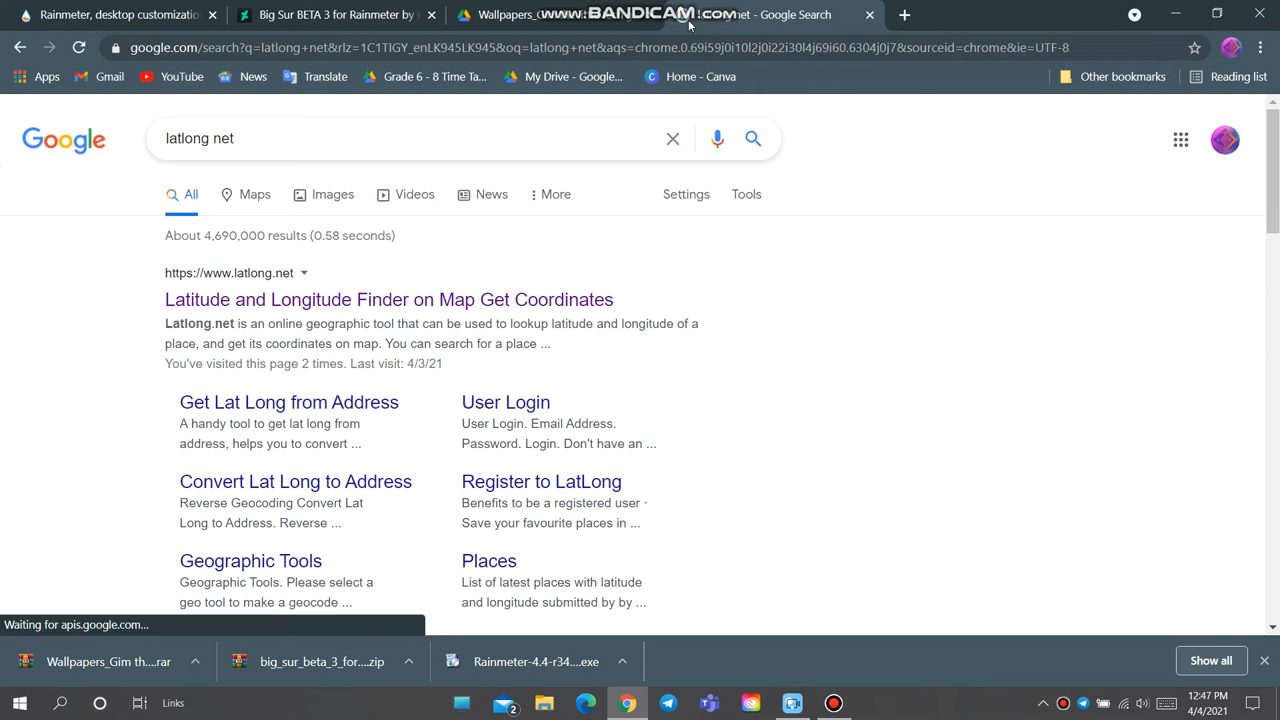 Rainmeter, desktop customizatio
Big Sur BETA 3 for Rainmeter by
Wallpapers_
www.BANDICAM.com
net - Google Search
google.com/search?q=latlong+net&rlz=1C1TIGY_enLK945LK945&oq=latlong+net&aqs=chrome.0.69i59j0i10l2j0i22i30l4j69i60.6304j0j7&sourceid=chrome&ie=UTF-8
Apps
Gmail
YouTube
News
Translate
Grade 6 - 8 Time Ta...
My Drive - Google...
Home - Canva
Other bookmarks
Reading list
Google
latlong net
All
Maps
Images
Videos
News
More
Settings
Tools
About 4,690,000 results (0.58 seconds)
https://www.latlong.net
Latitude and Longitude Finder on Map Get Coordinates
Latlong.net is an online geographic tool that can be used to lookup latitude and longitude of a
place, and get its coordinates on map. You can search for a place ...
You've visited this page 2 times. Last visit: 4/3/21
Get Lat Long from Address
A handy tool to get lat long from
address, helps you to convert ...
User Login
User Login. Email Address.
Password. Login. Don't have an ...
Convert Lat Long to Address
Reverse Geocoding Convert Lat
Long to Address. Reverse ...
Register to LatLong
Benefits to be a registered user ·
Save your favourite places in ...
Geographic Tools
Geographic Tools. Please select a
geo tool to make a geocode ...
Places
List of latest places with latitude
and longitude submitted by by ...
Waiting for apis.google.com...
Wallpapers_Gim th....rar
big_sur_beta_3_for....zip
Rainmeter-4.4-r34....exe
Show all
2
Links
12:47 PM
4/4/2021